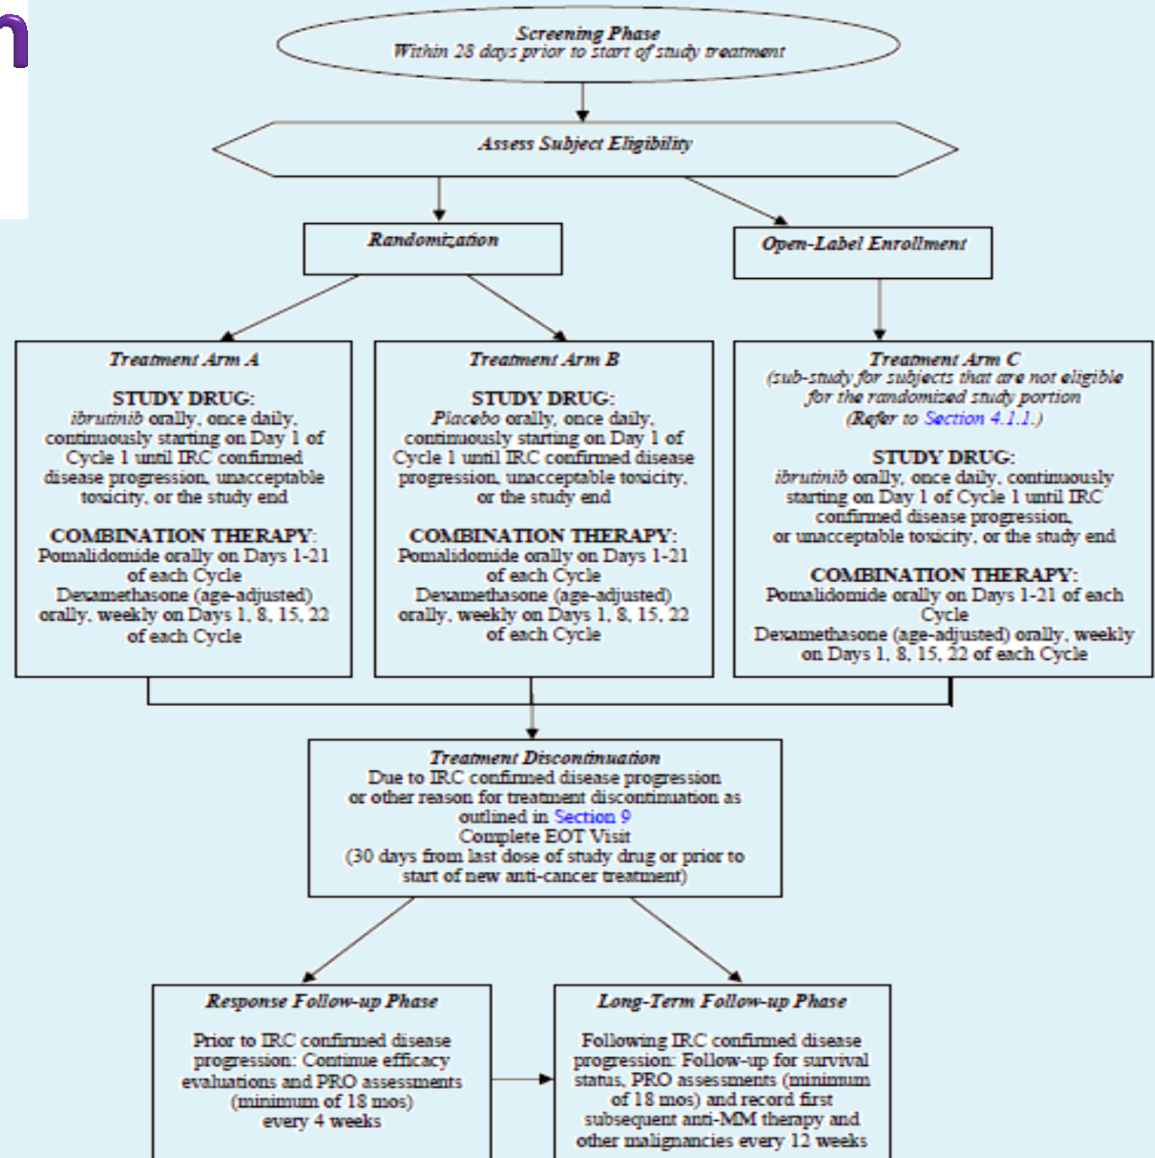 n
Screening Phase
Within 28 days prior to start of study treatment
Assess Subject Eligibility
Randomization
Open-Label Enrollment
Treatment Arm A
STUDY DRUG:
ibrutinib orally, once daily,
continuously starting on Day 1 of
Cycle 1 until IRC confirmed
disease progression, unacceptable
toxicity, or the study end
COMBINATION THERAPY:
Pomalidomide orally on Days 1-21
of each Cycle
Dexamethasone (age-adjusted)
orally, weekly on Days 1, 8, 15, 22
of each Cycle
Treatment Arm B
STUDY DRUG:
Placebo orally, once daily,
continuously starting on Day 1 of
Cycle 1 until IRC confirmed disease
progression, unacceptable toxicity,
or the study end
COMBINATION THERAPY:
Pomalidomide orally on Days 1-21
of each Cycle
Dexamethasone (age-adjusted)
orally, weekly on Days 1, 8, 15, 22
of each Cycle
Treatment Arm C
(sub-study for subjects that are not eligible
for the randomized study portion
(Refer to Section 4.1.1.)
STUDY DRUG:
ibrutinib orally, once daily, continuously
starting on Day 1 of Cycle 1 until IRC
confirmed disease progression,
or unacceptable toxicity, or the study end
COMBINATION THERAPY:
Pomalidomide orally on Days 1-21 of each
Cycle
Dexamethasone (age-adjusted) orally, weekly
on Days 1, 8, 15, 22 of each Cycle
Treatment Discontinuation
Due to IRC confirmed disease progression
or other reason for treatment discontinuation as
outlined in Section 9
Complete EOT Visit
(30 days from last dose of study drug or prior to
start of new anti-cancer treatment)
Response Follow-up Phase
Prior to IRC confirmed disease
progression: Continue efficacy
evaluations and PRO assessments
(minimum of 18 mos)
every 4 weeks
Long-Term Follow-up Phase
Following IRC confirmed disease
progression: Follow-up for survival
status, PRO assessments (minimum
of 18 mos) and record first
subsequent anti-MM therapy and
other malignancies every 12 weeks